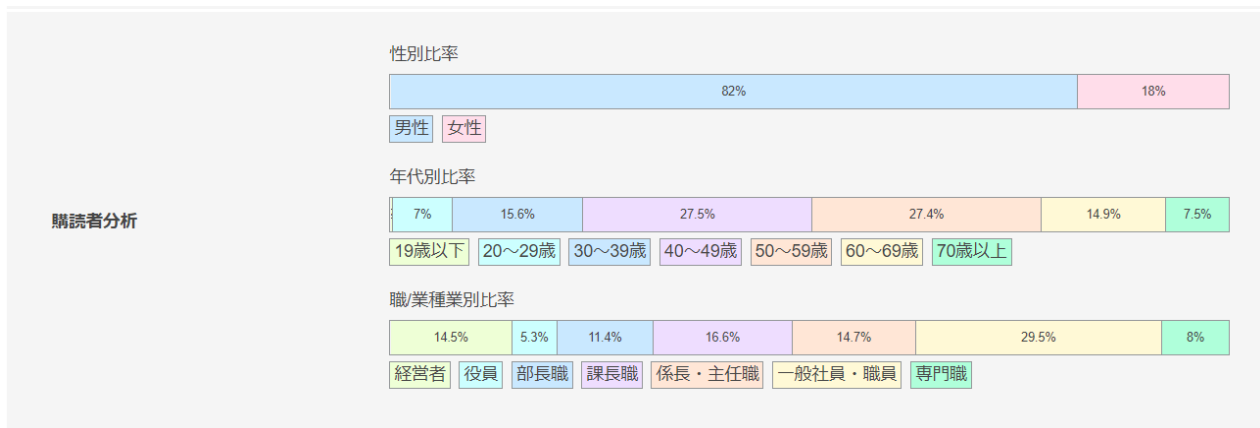 性別比率
82% 18%
男性 女性
年代別比率
7% 15.6% 27.5% 27.4% 14.9% 7.5%
購読者分析
19歳以下 20～29歳 30～39歳 40～49歳 50～59歳 60～69歳 70歳以上
職/業種業別比率
14.5% 5.3% 11.4% 16.6% 14.7% 29.5% 8%
経営者 役員 部長職 課長職 係長・主任職 一般社員・職員 専門職